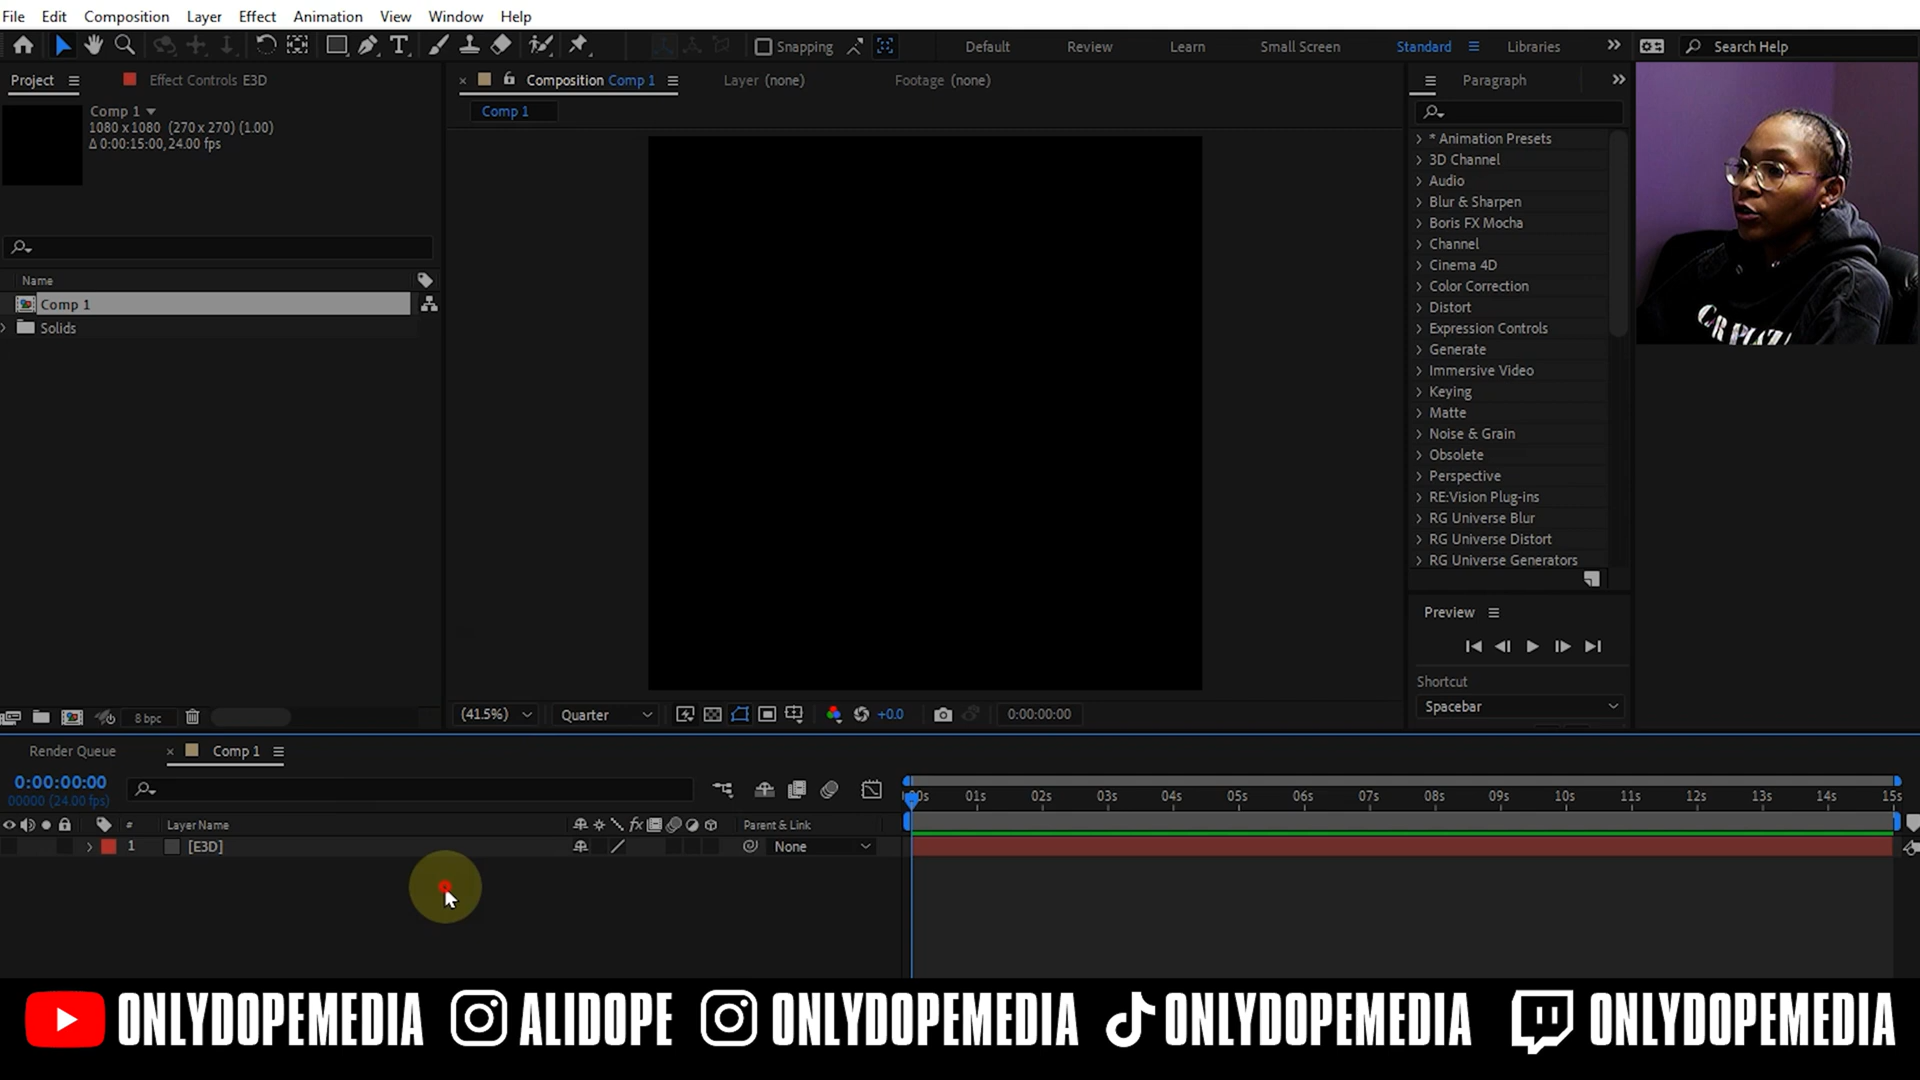 File Edit Composition Layer Effect Animation View Window Help
Snapping Default Review Learn Small Screen Standard Libraries Search Help
Project Effect Controls E3D
Composition Comp 1 Layer (none) Footage (none)
Paragraph
Comp 1
1080 x 1080 (270 x 270) (1.00)
Δ 0:00:15:00, 24.00 fps
Comp 1
* Animation Presets
3D Channel
Audio
Blur & Sharpen
Boris FX Mocha
Channel
Cinema 4D
Color Correction
Distort
Expression Controls
Generate
Immersive Video
Keying
Matte
Noise & Grain
Obsolete
Perspective
RE:Vision Plug-ins
RG Universe Blur
RG Universe Distort
RG Universe Generators
Name
Comp 1
Solids
Preview
Shortcut
Spacebar
8 bpc
(41.5%) Quarter +0.0 0:00:00:00
Render Queue Comp 1
0:00:00:00
00000 (24.00 fps)
01s 02s 03s 04s 05s 06s 07s 08s 09s 10s 11s 12s 13s 14s 15s
# Layer Name fx Parent & Link
1 [E3D] None
ONLYDOPEMEDIA ALIDOPE ONLYDOPEMEDIA ONLYDOPEMEDIA ONLYDOPEMEDIA